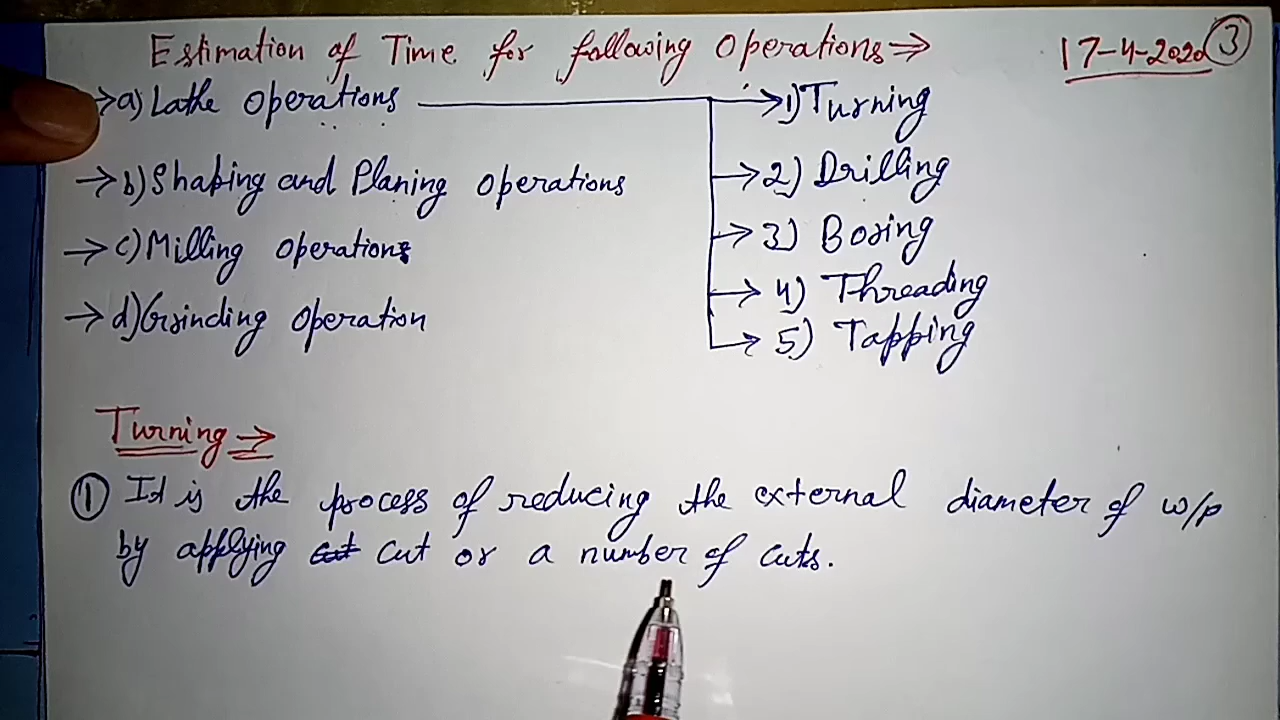 Estimation of Time for following Operations⇒ 17-4-2020 ③
→a) Lathe Operations → 1) Turning
→ b) Shaping and Planing operations → 2) Drilling
→ c) Milling operations → 3) Boring
→ d) Grinding operation → 4) Threading
→ 5) Tapping
Turning →
① It is the process of reducing the external diameter of w/p
by applying cut cut or a number of cuts.